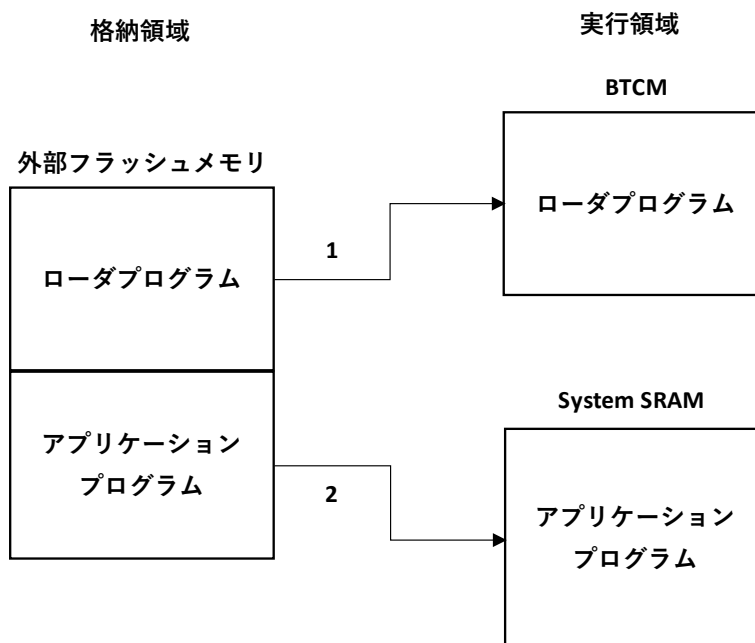 格納領域
実行領域
BTCM
外部フラッシュメモリ
ローダプログラム
1
ローダプログラム
System SRAM
アプリケーション
プログラム
2
アプリケーション
プログラム